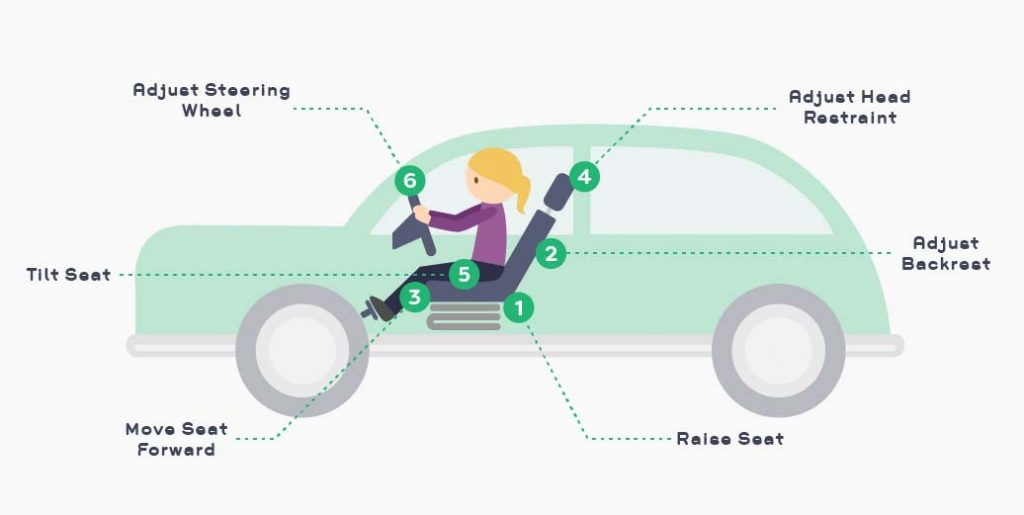 Adjust Steering
Wheel
Adjust Head
Restraint
6
4
2
Adjust
Backrest
Tilt Seat
5
3
1
Move Seat
Forward
Raise Seat